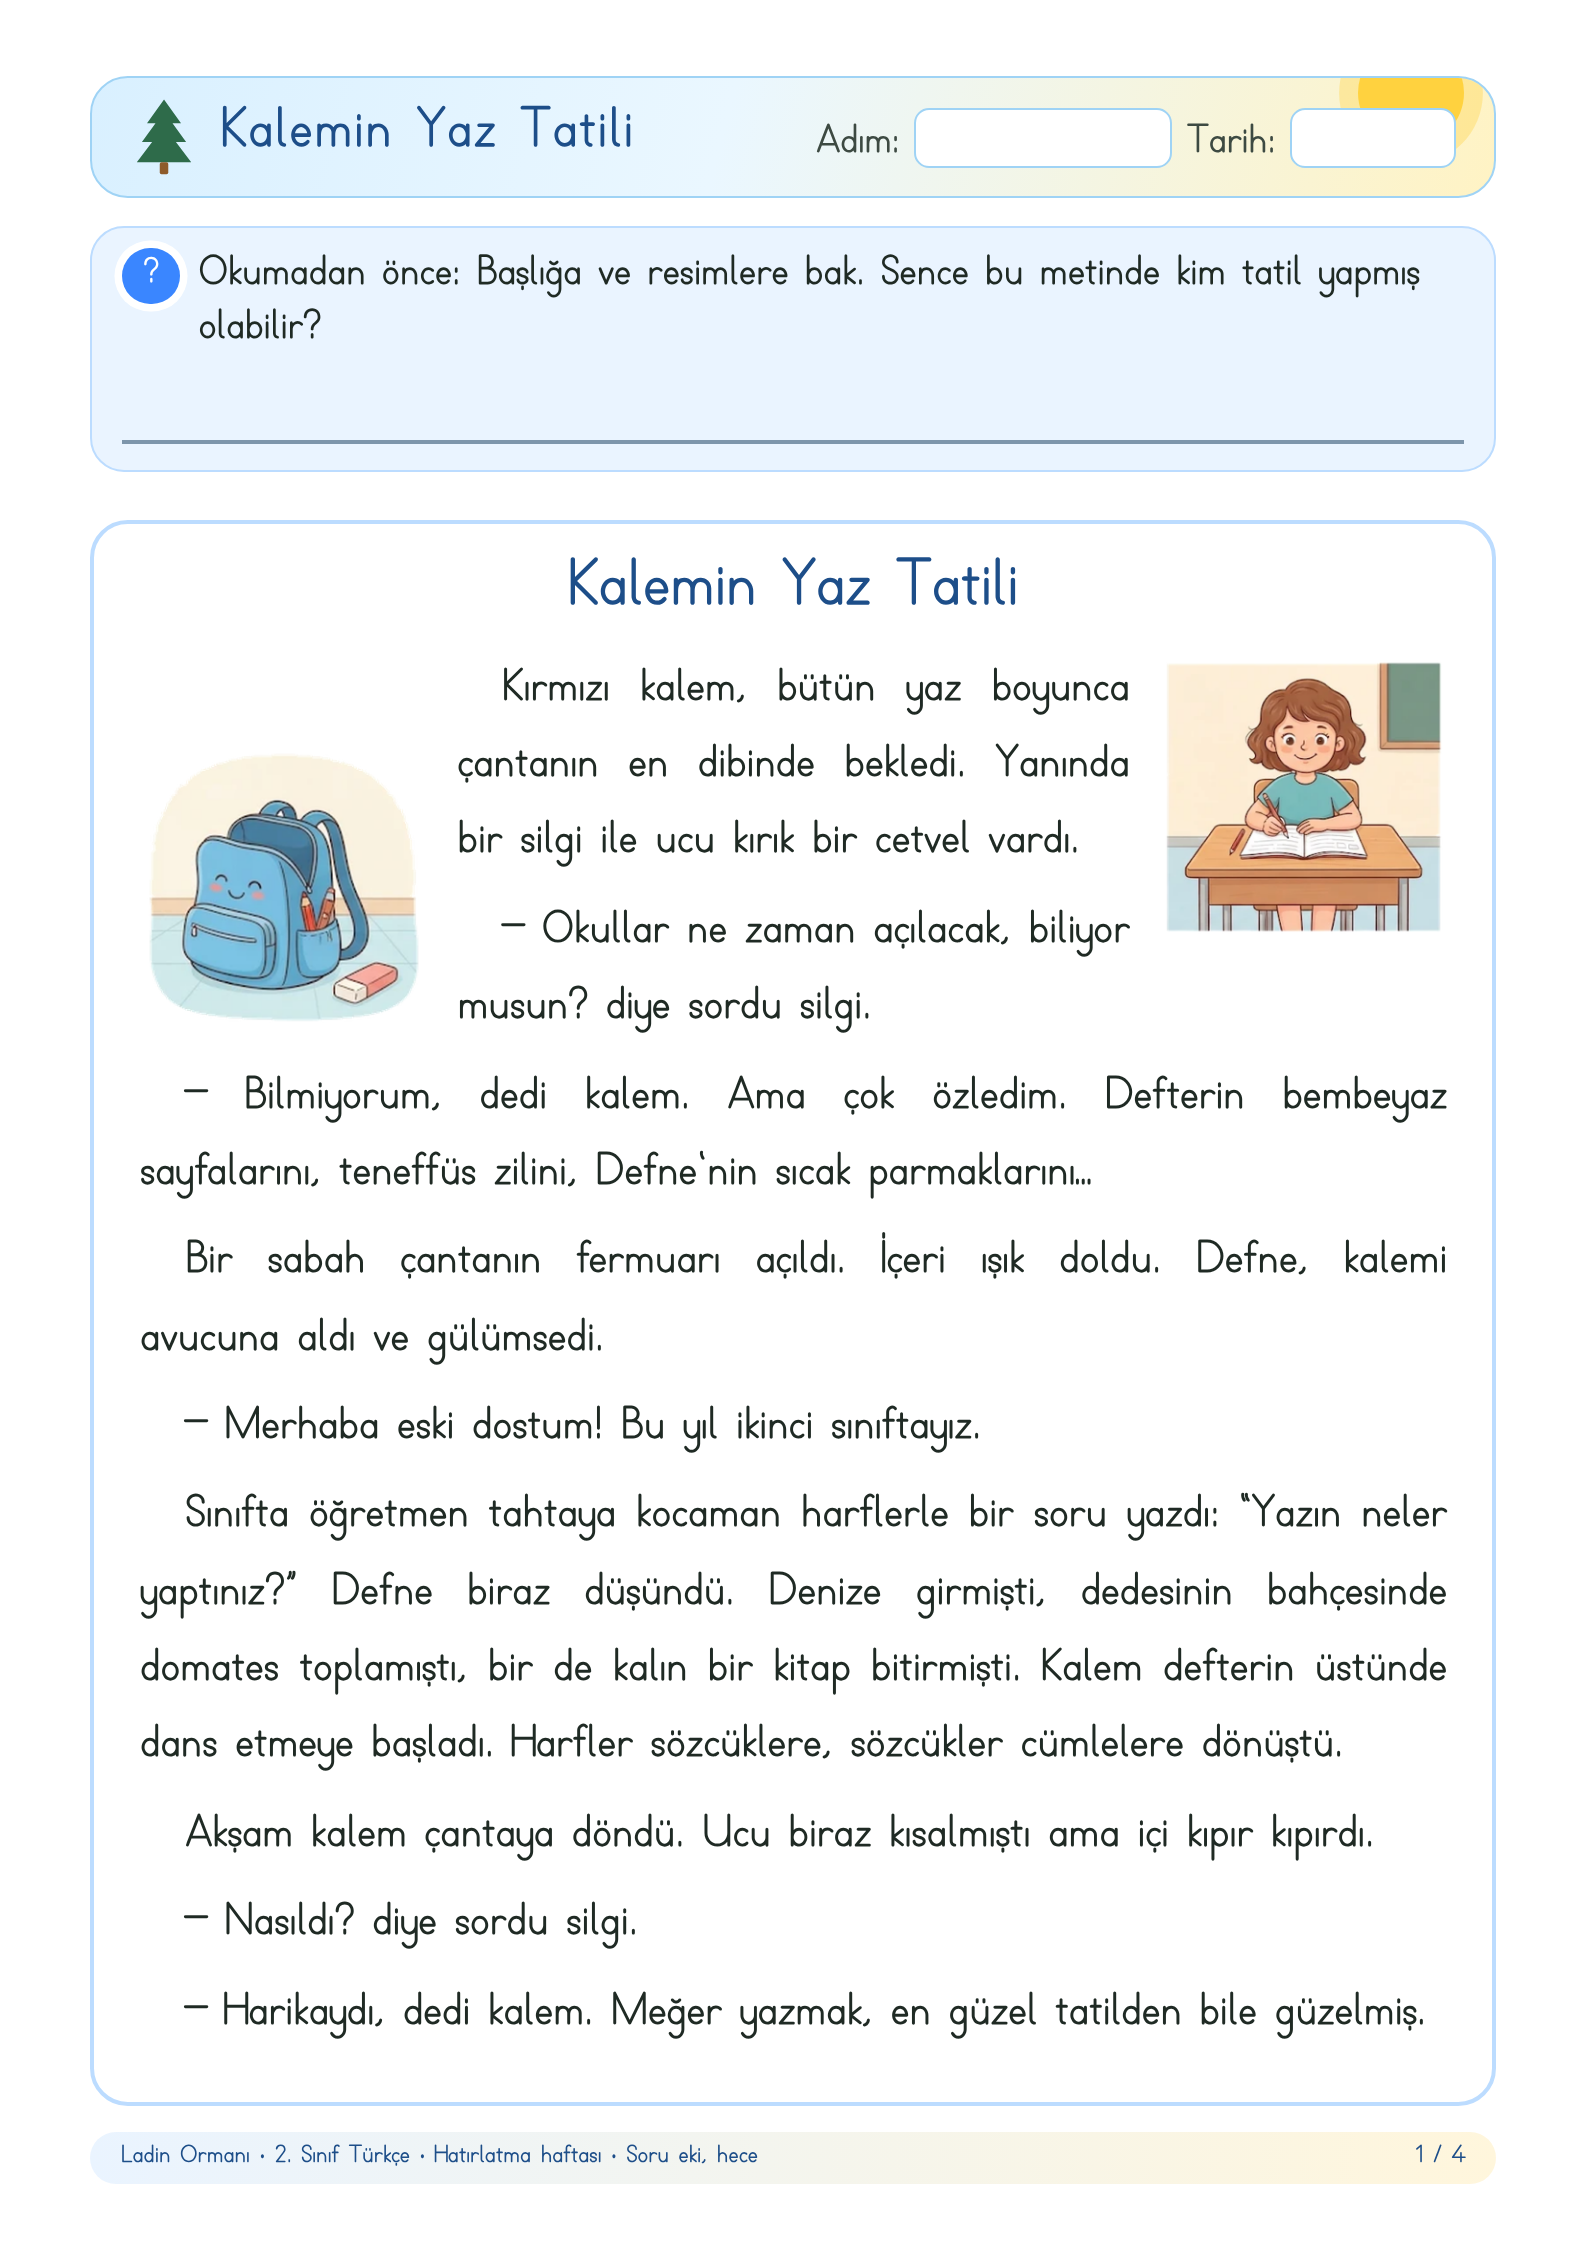 Kalemin Yaz Tatili
Adım:
Tarih:
?
Okumadan önce: Başlığa ve resimlere bak. Sence bu metinde kim tatil yapmış
olabilir?
Kalemin Yaz Tatili
Kırmızı kalem, bütün yaz boyunca
çantanın en dibinde bekledi. Yanında
bir silgi ile ucu kırık bir cetvel vardı.
– Okullar ne zaman açılacak, biliyor
musun? diye sordu silgi.
– Bilmiyorum, dedi kalem. Ama çok özledim. Defterin bembeyaz
sayfalarını, teneffüs zilini, Defne‛nin sıcak parmaklarını...
Bir sabah çantanın fermuarı açıldı. İçeri ışık doldu. Defne, kalemi
avucuna aldı ve gülümsedi.
– Merhaba eski dostum! Bu yıl ikinci sınıftayız.
Sınıfta öğretmen tahtaya kocaman harflerle bir soru yazdı: “Yazın neler
yaptınız?” Defne biraz düşündü. Denize girmişti, dedesinin bahçesinde
domates toplamıştı, bir de kalın bir kitap bitirmişti. Kalem defterin üstünde
dans etmeye başladı. Harfler sözcüklere, sözcükler cümlelere dönüştü.
Akşam kalem çantaya döndü. Ucu biraz kısalmıştı ama içi kıpır kıpırdı.
– Nasıldı? diye sordu silgi.
– Harikaydı, dedi kalem. Meğer yazmak, en güzel tatilden bile güzelmiş.
Ladin Ormanı • 2. Sınıf Türkçe • Hatırlatma haftası • Soru eki, hece
1 / 4